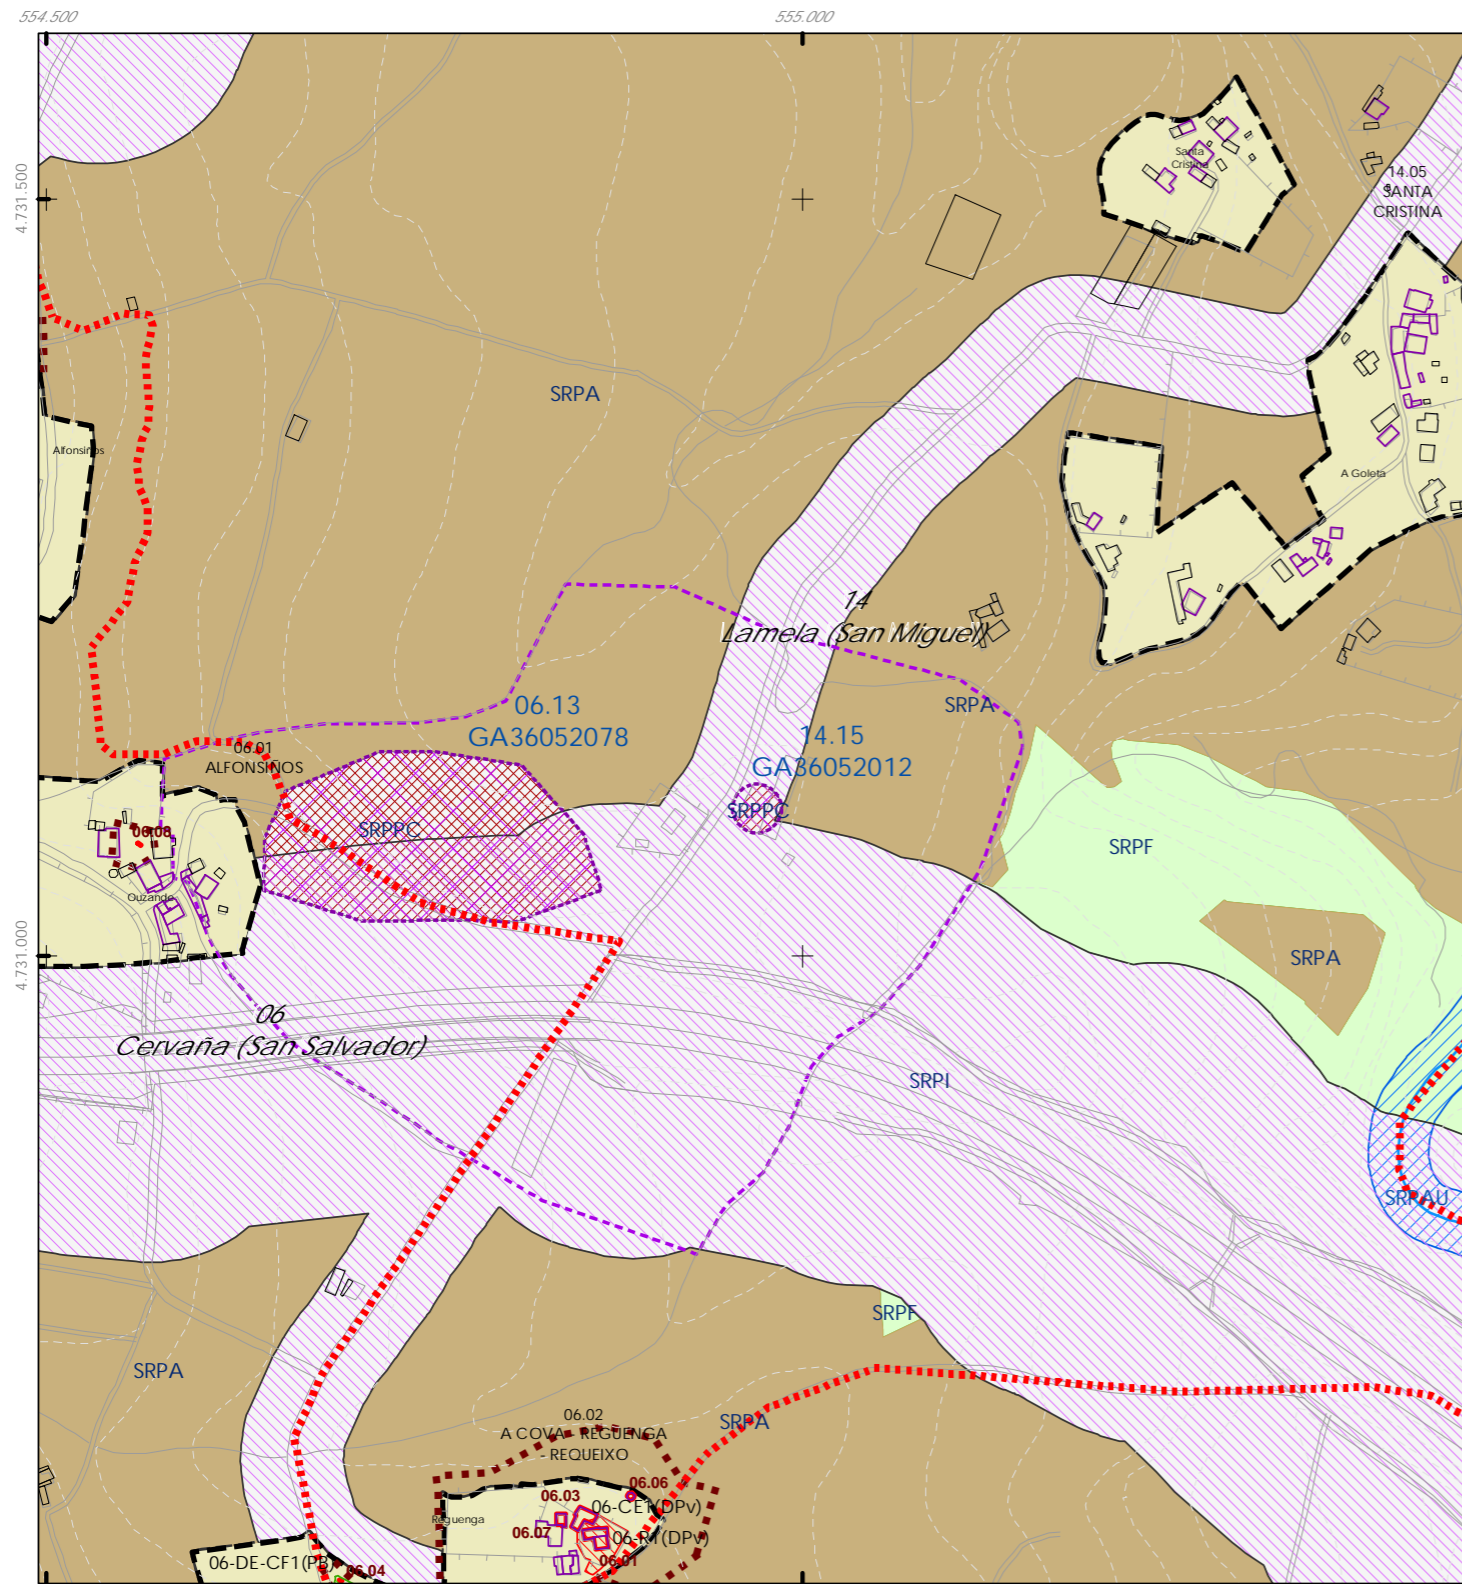 554.500
555.000
4.731.500
4.731.000
Santa
Cristina
14.05
SANTA
CRISTINA
SRPA
Alfonsiños
A Goleta
14
Lamela (San Miguel)
06.13
GA36052078
SRPA
14.15
GA36052012
06.01
ALFONSIÑOS
SRPPC
SRPPC
06.08
SRPF
Ouzande
SRPA
06
Cervaña (San Salvador)
SRPI
SRPAU
SRPF
SRPA
06.02
A COVA - REGUENGA
- REQUEIXO
SRPA
06.06
06.03
06-CE1(DPv)
Reguenga
06.07
06-R1(DPv)
06.01
06-DE-CF1(PB)
06.04